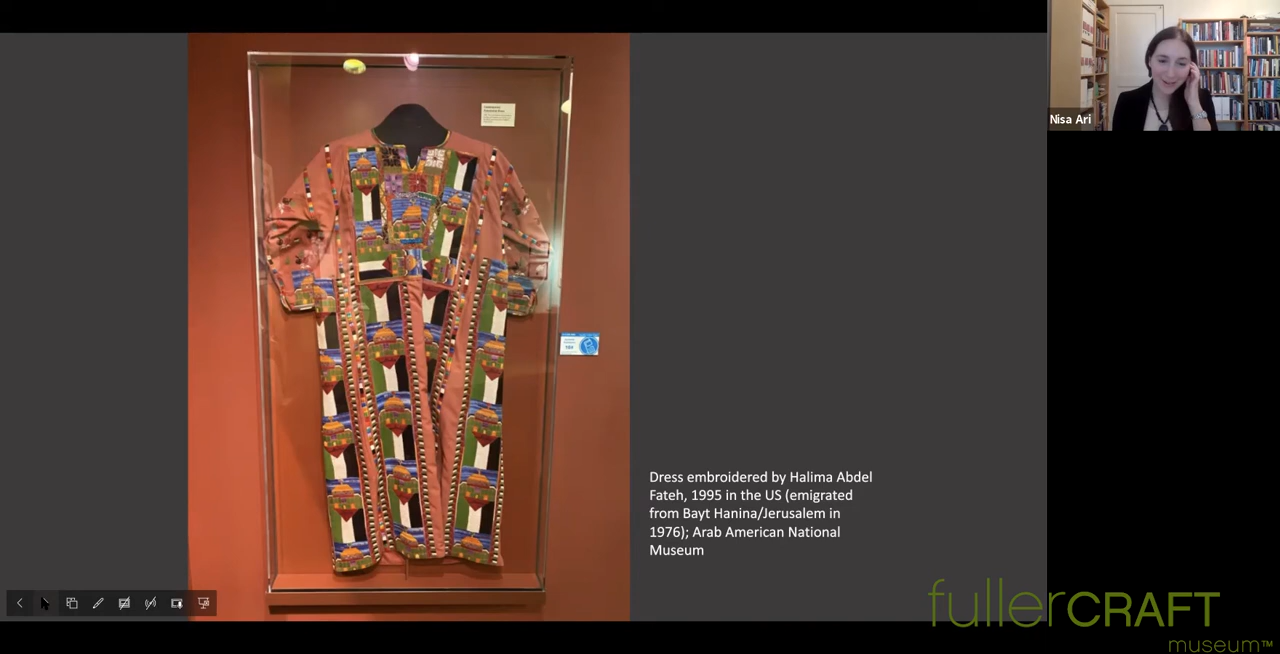 Nisa Ari
Dress embroidered by Halima Abdel
Fateh, 1995 in the US (emigrated
from Bayt Hanina/Jerusalem in
1976); Arab American National
Museum
fullerCRAFT
museum™